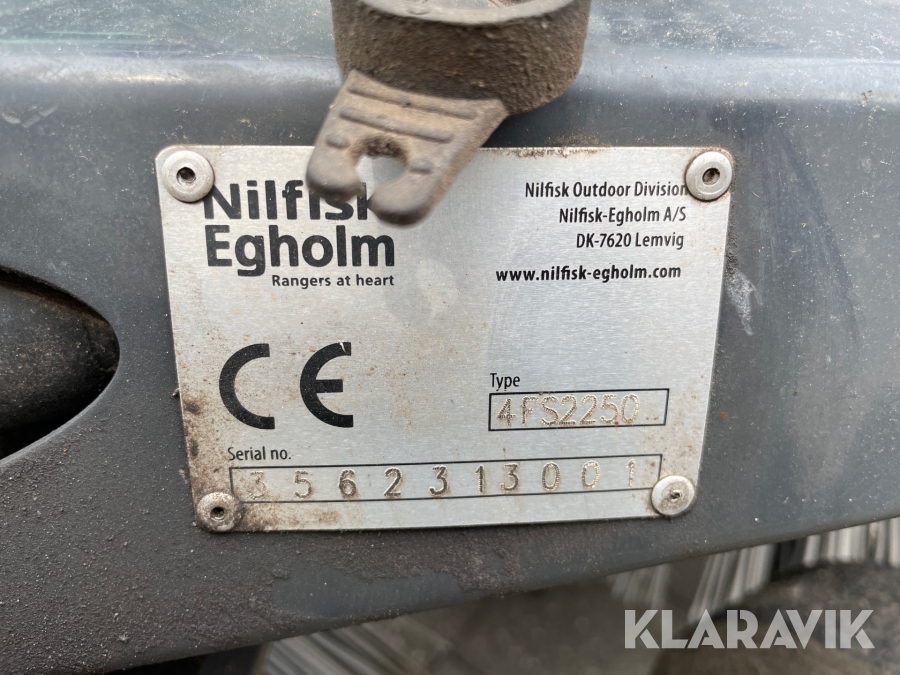 Nilfisk
Egholm
Rangers at heart
Nilfisk Outdoor Division
Nilfisk-Egholm A/S
DK-7620 Lemvig
www.nilfisk-egholm.com
CE
Type
4FS2250
Serial no.
3562313001
KLARAVIK